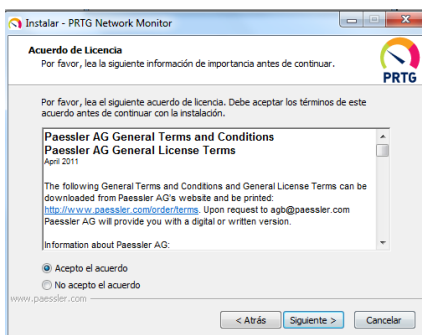 Instalar - PRTG Network Monitor
Acuerdo de Licencia
Por favor, lea la siguiente información de importancia antes de continuar.
PRTG
Por favor, lea el siguiente acuerdo de licencia. Debe aceptar los términos de este
acuerdo antes de continuar con la instalación.
Paessler AG General Terms and Conditions
Paessler AG General License Terms
April 2011
The following General Terms and Conditions and General License Terms can be
downloaded from Paessler AG's website and be printed:
http://www.paessler.com/order/terms. Upon request to agb@paessler.com
Paessler AG will provide you with a digital or written version.
Information about Paessler AG:
Acepto el acuerdo
No acepto el acuerdo
www.paessler.com
< Atrás
Siguiente >
Cancelar